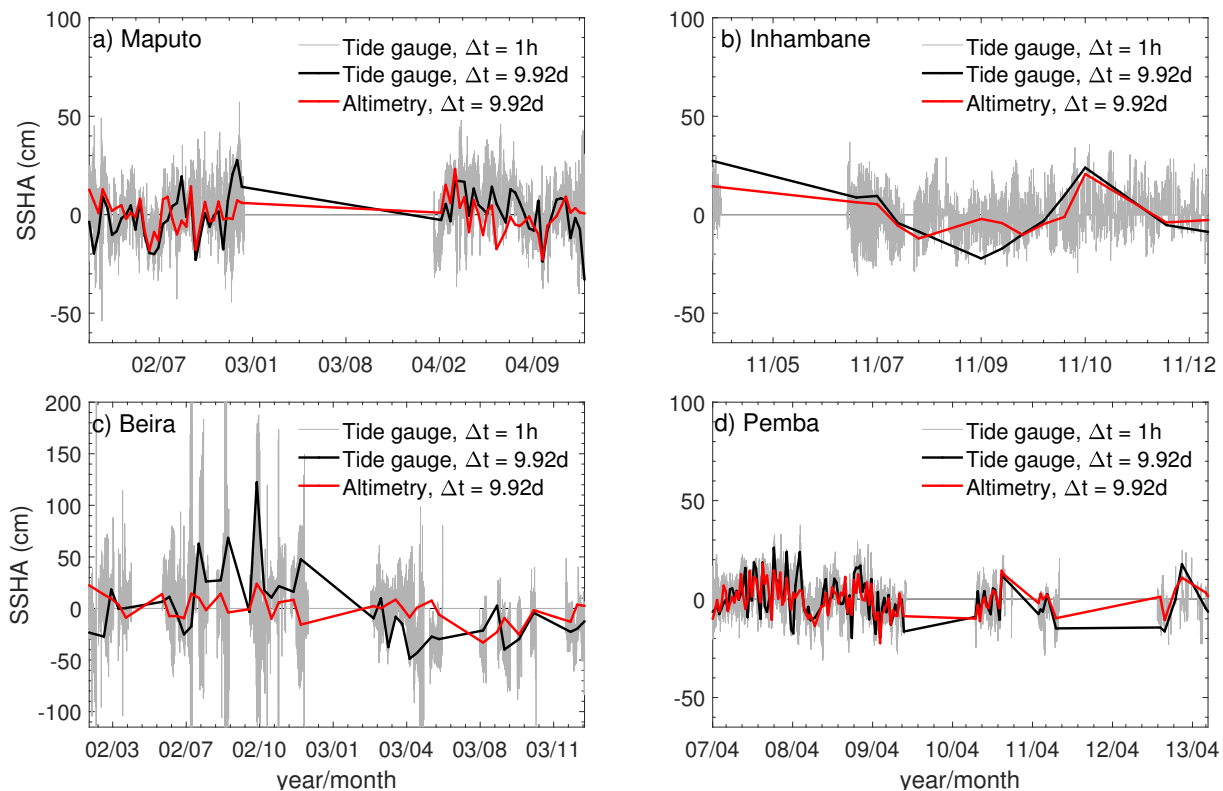 100
a) Maputo
Tide gauge, Δt = 1h
Tide gauge, Δt = 9.92d
Altimetry, Δt = 9.92d
50
0
-50
SSHA (cm)
02/07 03/01 03/08 04/02 04/09
100
b) Inhambane
Tide gauge, Δt = 1h
Tide gauge, Δt = 9.92d
Altimetry, Δt = 9.92d
50
0
-50
11/05 11/07 11/09 11/10 11/12
200
c) Beira
Tide gauge, Δt = 1h
Tide gauge, Δt = 9.92d
Altimetry, Δt = 9.92d
150
100
50
0
-50
-100
SSHA (cm)
02/03 02/07 02/10 03/01 03/04 03/08 03/11
year/month
100
d) Pemba
Tide gauge, Δt = 1h
Tide gauge, Δt = 9.92d
Altimetry, Δt = 9.92d
50
0
-50
07/04 08/04 09/04 10/04 11/04 12/04 13/04
year/month